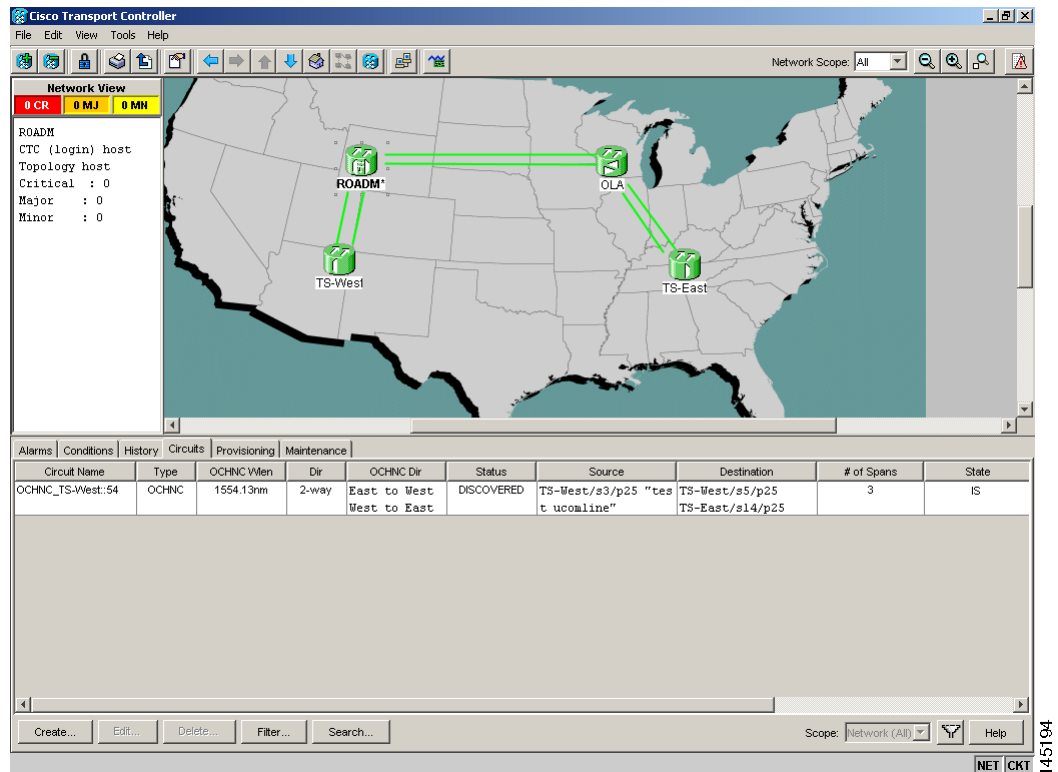 Cisco Transport Controller
File Edit View Tools Help
Network Scope: All
Network View
0 CR 0 MJ 0 MN
ROADM
CTC (login) host
Topology host
Critical : 0
Major : 0
Minor : 0
ROADM*
OLA
TS-West
TS-East
Alarms Conditions History Circuits Provisioning Maintenance
Circuit Name Type OCHNC Wlen Dir OCHNC Dir Status Source Destination # of Spans State
OCHNC_TS-West::54 OCHNC 1554.13nm 2-way East to West DISCOVERED TS-West/s3/p25 "tes TS-West/s5/p25 3 IS
West to East t ucomline" TS-East/s14/p25
Create... Edit... Delete... Filter... Search... Scope: Network (All) Help
NET CKT
145194